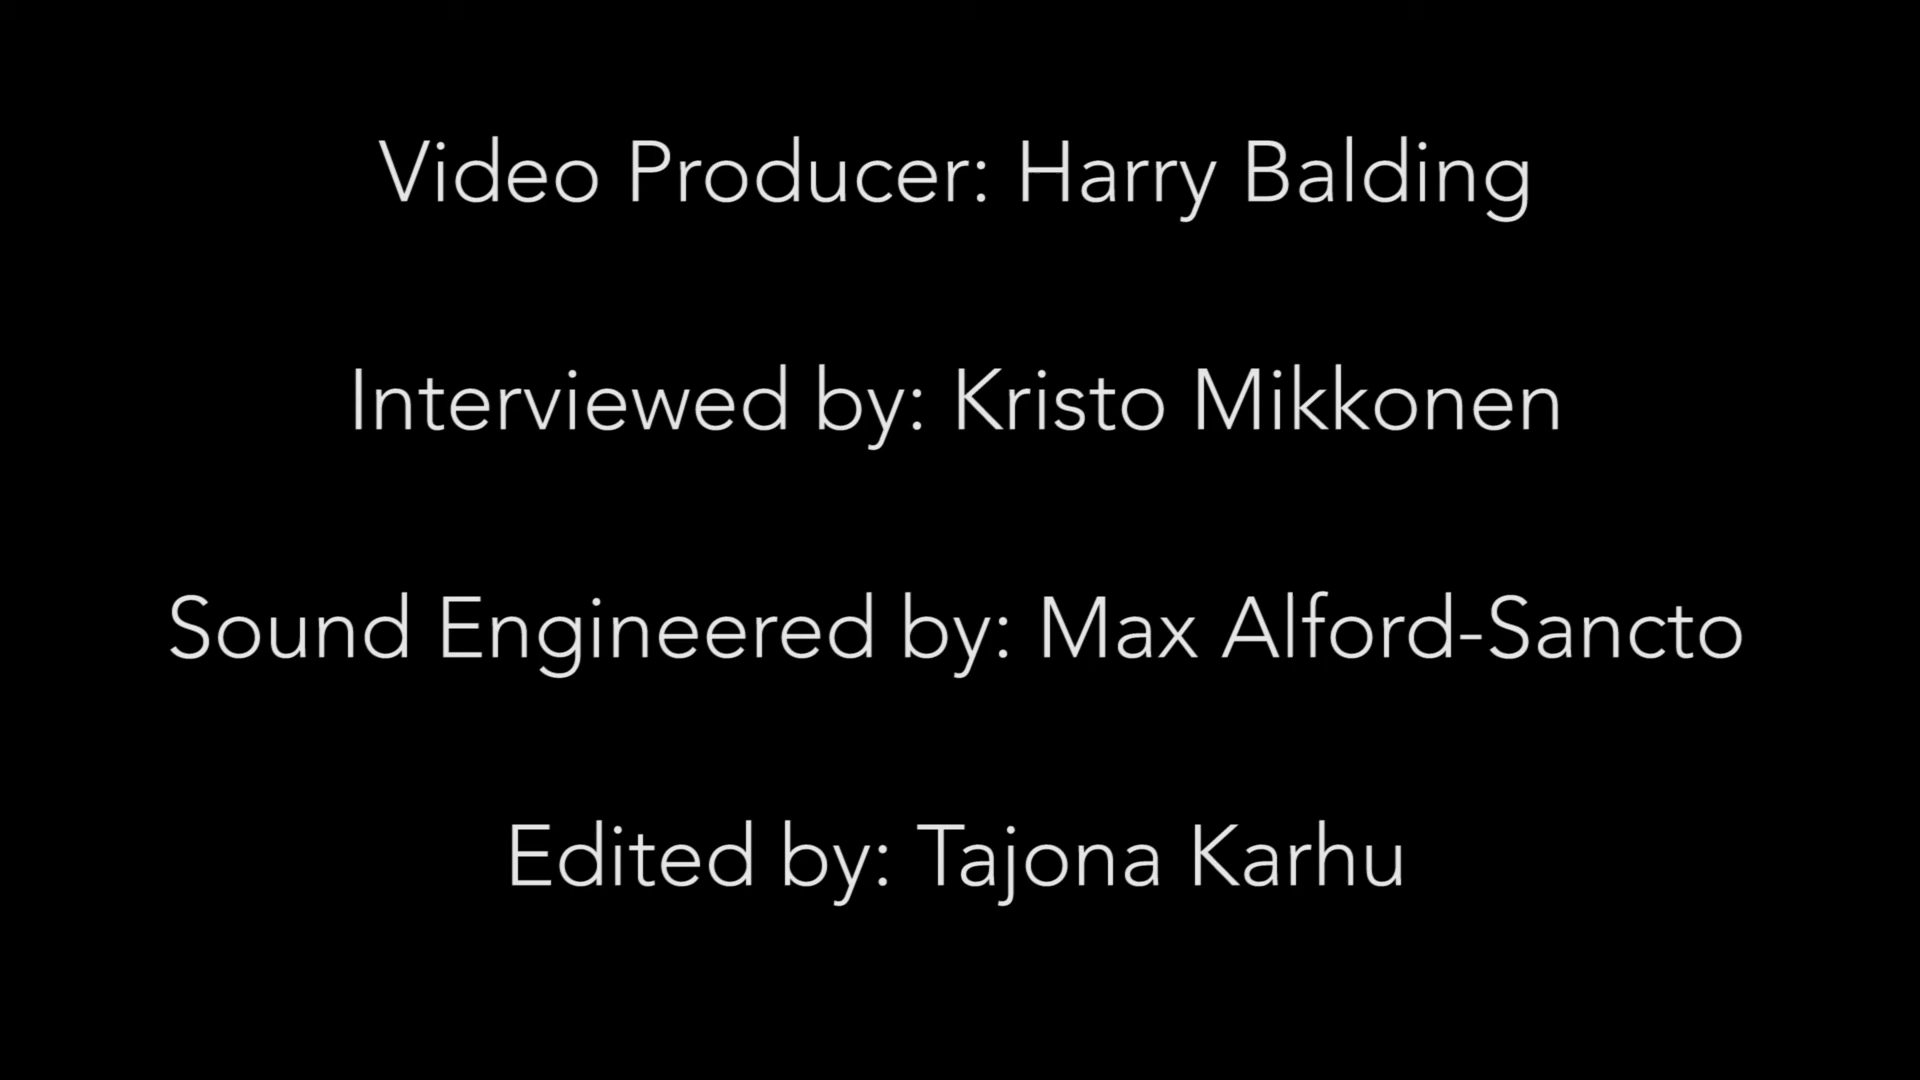 Video Producer: Harry Balding
Interviewed by: Kristo Mikkonen
Sound Engineered by: Max Alford-Sancto
Edited by: Tajona Karhu